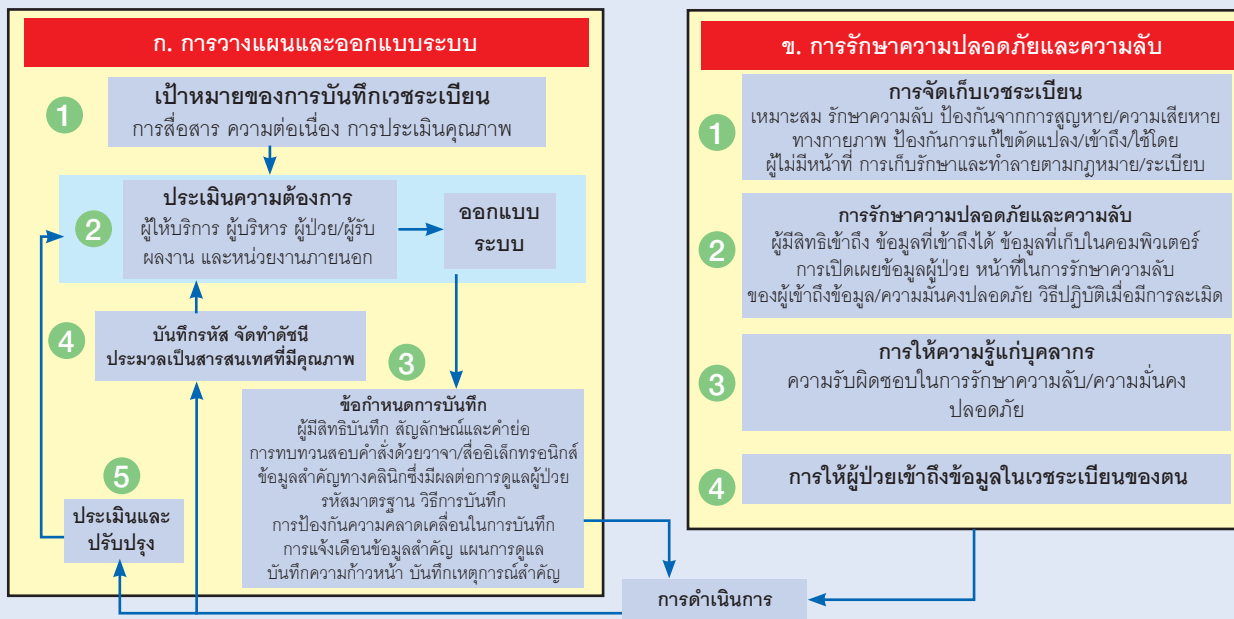 ก. การวางแผนและออกแบบระบบ
1
เป้าหมายของการบันทึกเวชระเบียน
การสื่อสาร ความต่อเนื่อง การประเมินคุณภาพ
2
ประเมินความต้องการ
ผู้ให้บริการ ผู้บริหาร ผู้ป่วย/ผู้รับ
ผลงาน และหน่วยงานภายนอก
ออกแบบ
ระบบ
4
บันทึกรหัส จัดทำดัชนี
ประมวลเป็นสารสนเทศที่มีคุณภาพ
3
ข้อกำหนดการบันทึก
ผู้มีสิทธิบันทึก สัญลักษณ์และคำย่อ
การทบทวนสอบคำสั่งด้วยวาจา/สื่ออิเล็กทรอนิกส์
ข้อมูลสำคัญทางคลินิกซึ่งมีผลต่อการดูแลผู้ป่วย
รหัสมาตรฐาน วิธีการบันทึก
การป้องกันความคลาดเคลื่อนในการบันทึก
การแจ้งเตือนข้อมูลสำคัญ แผนการดูแล
บันทึกความก้าวหน้า บันทึกเหตุการณ์สำคัญ
5
ประเมินและ
ปรับปรุง
ข. การรักษาความปลอดภัยและความลับ
1
การจัดเก็บเวชระเบียน
เหมาะสม รักษาความลับ ป้องกันจากการสูญหาย/ความเสียหาย
ทางกายภาพ ป้องกันการแก้ไขดัดแปลง/เข้าถึง/ใช้โดย
ผู้ไม่มีหน้าที่ การเก็บรักษาและทำลายตามกฎหมาย/ระเบียบ
2
การรักษาความปลอดภัยและความลับ
ผู้มีสิทธิเข้าถึง ข้อมูลที่เข้าถึงได้ ข้อมูลที่เก็บในคอมพิวเตอร์
การเปิดเผยข้อมูลผู้ป่วย หน้าที่ในการรักษาความลับ
ของผู้เข้าถึงข้อมูล/ความมั่นคงปลอดภัย วิธีปฏิบัติเมื่อมีการละเมิด
3
การให้ความรู้แก่บุคลากร
ความรับผิดชอบในการรักษาความลับ/ความมั่นคง
ปลอดภัย
4
การให้ผู้ป่วยเข้าถึงข้อมูลในเวชระเบียนของตน
การดำเนินการ